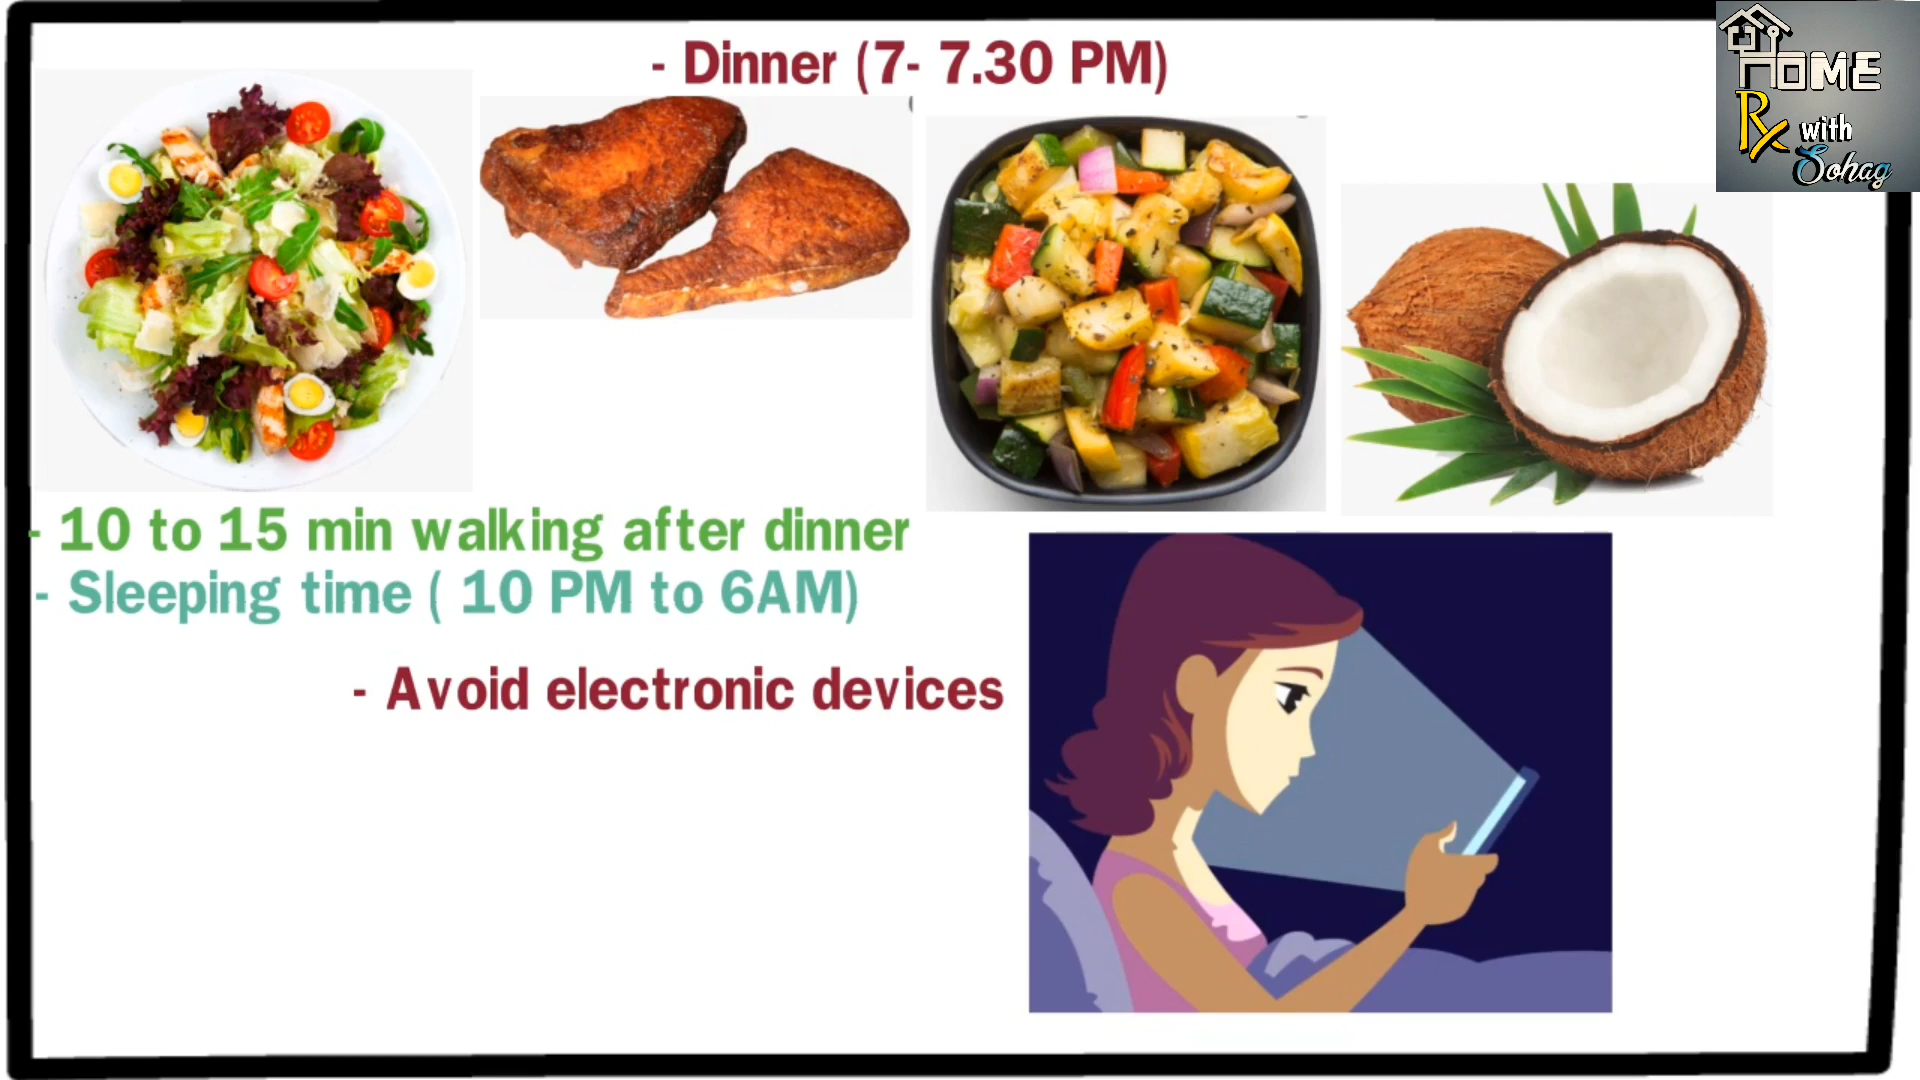 - Dinner (7- 7.30 PM)
HOME
Rx with
Sohag
- 10 to 15 min walking after dinner
- Sleeping time ( 10 PM to 6AM)
- Avoid electronic devices